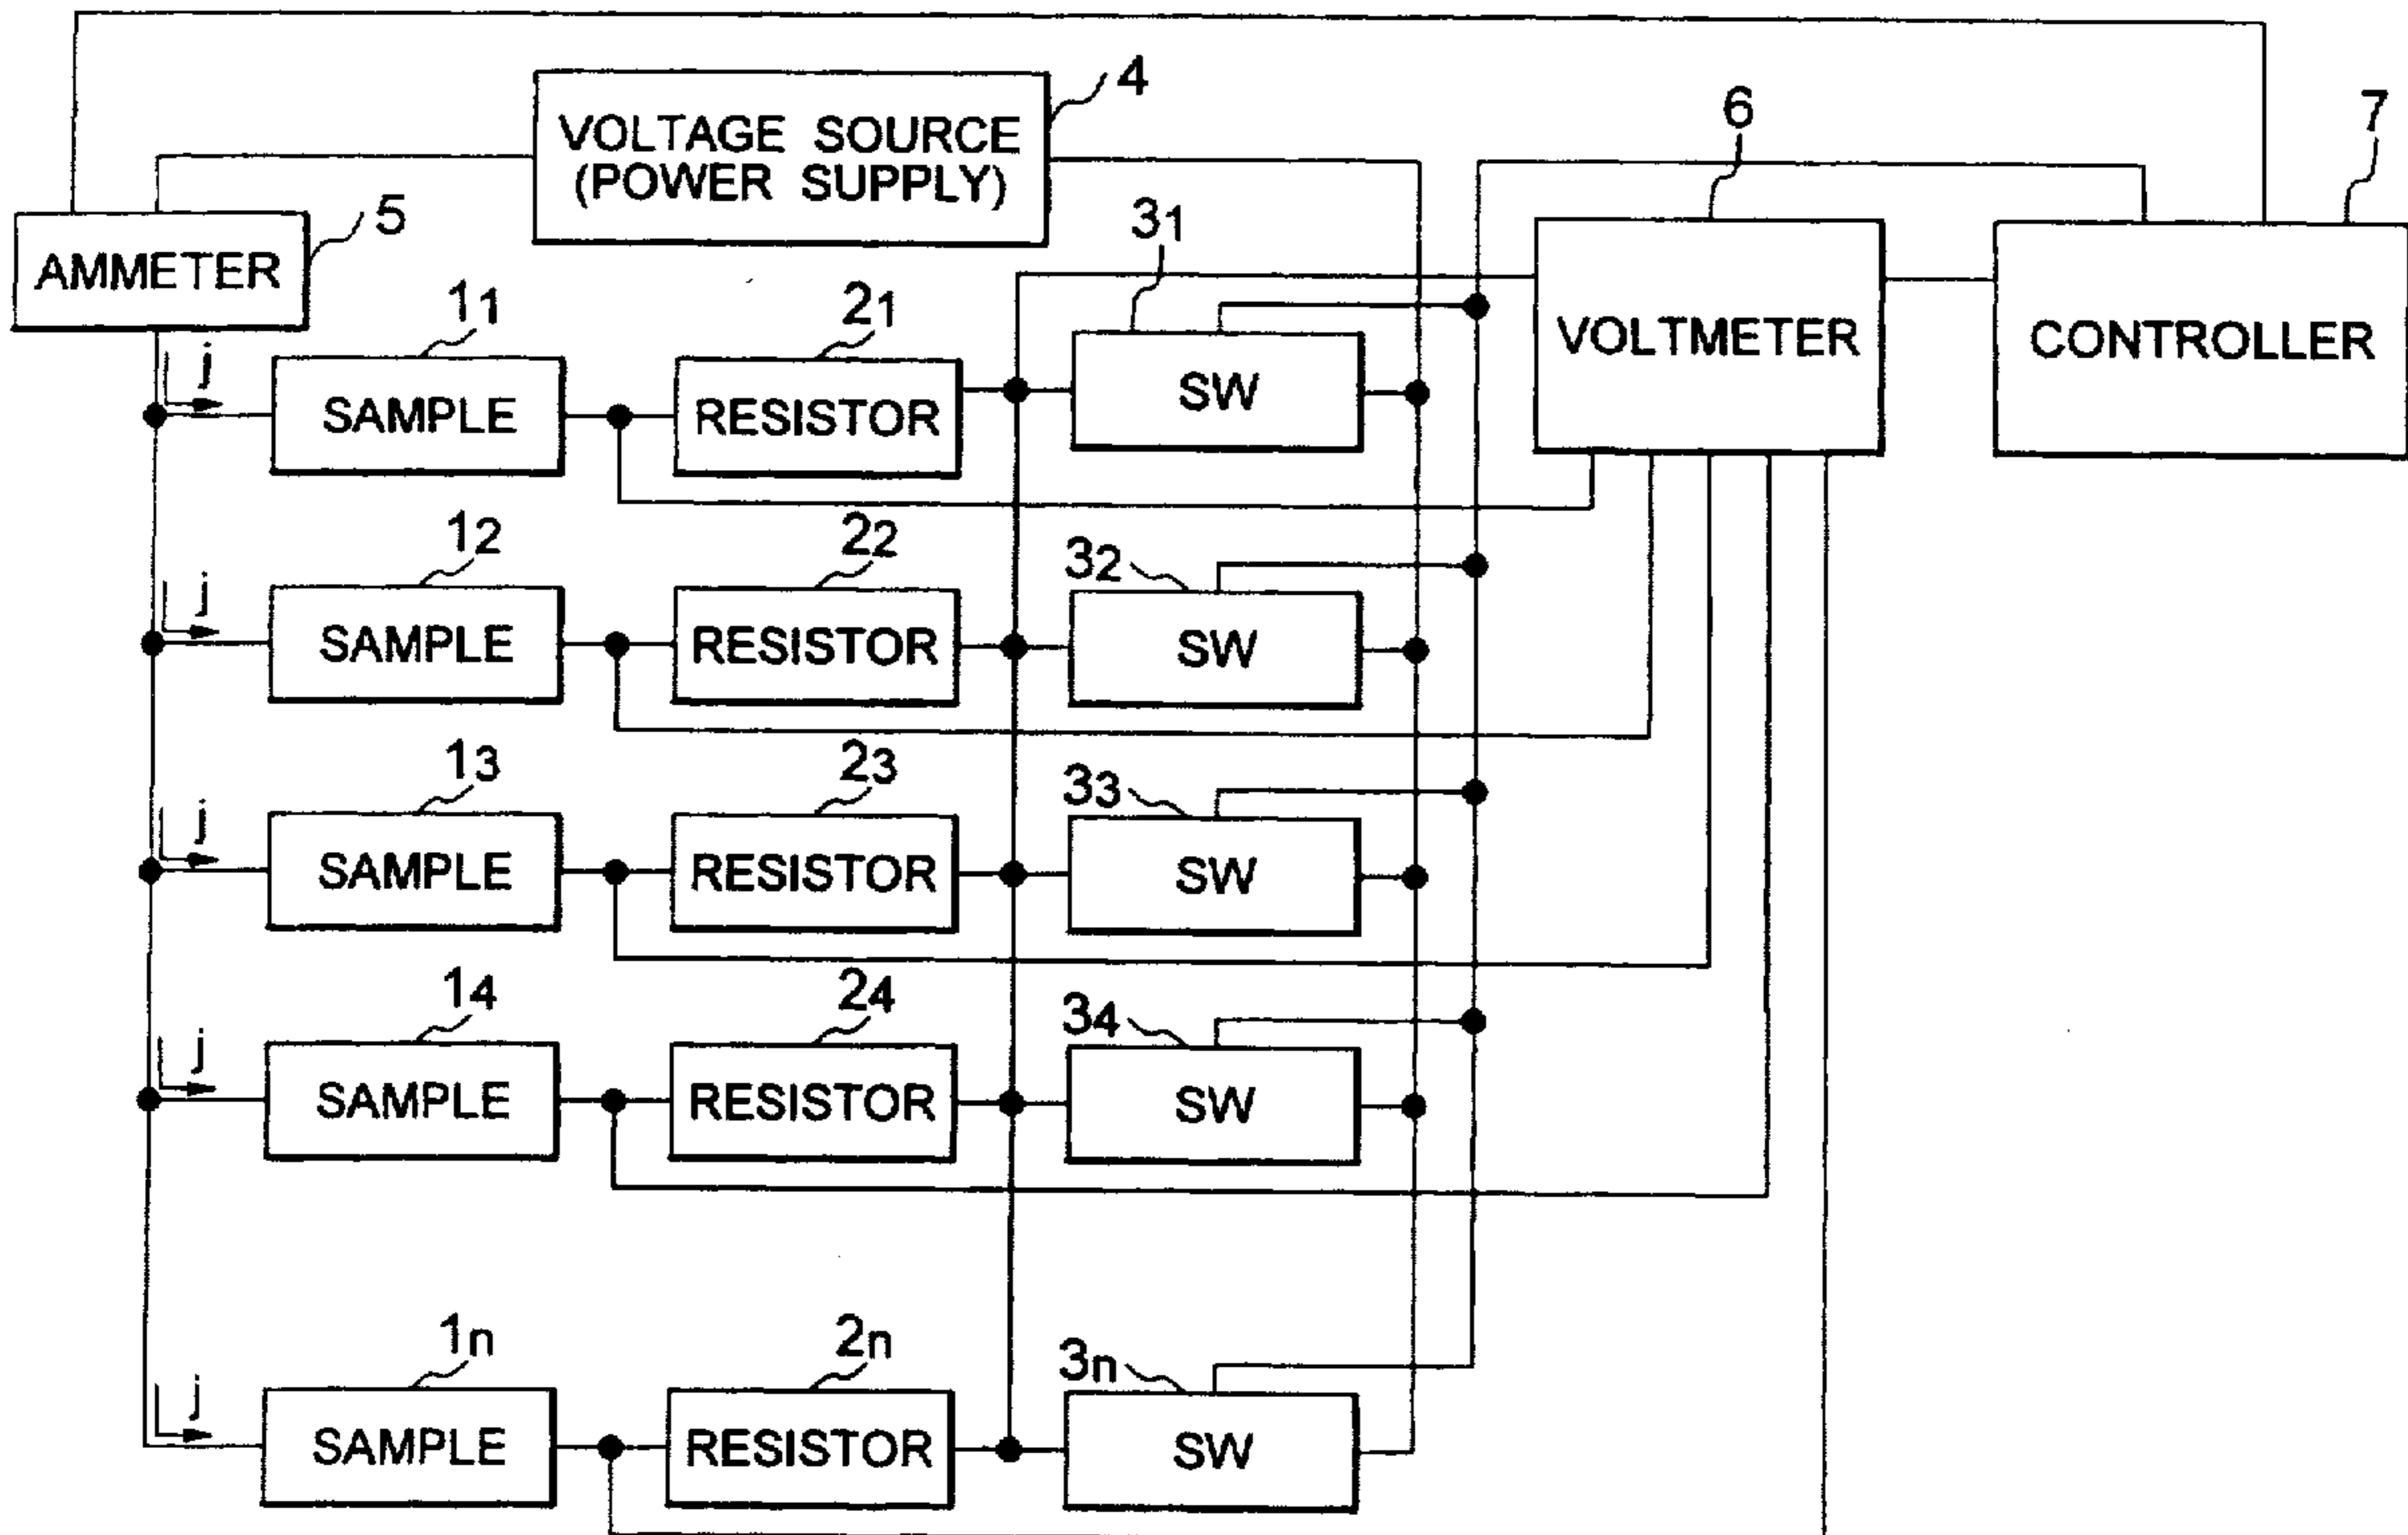 4
VOLTAGE SOURCE
(POWER SUPPLY)
6
7
5
AMMETER
VOLTMETER
CONTROLLER
j
11
SAMPLE
21
RESISTOR
31
SW
j
12
SAMPLE
22
RESISTOR
32
SW
j
13
SAMPLE
23
RESISTOR
33
SW
j
14
SAMPLE
24
RESISTOR
34
SW
j
1n
SAMPLE
2n
RESISTOR
3n
SW